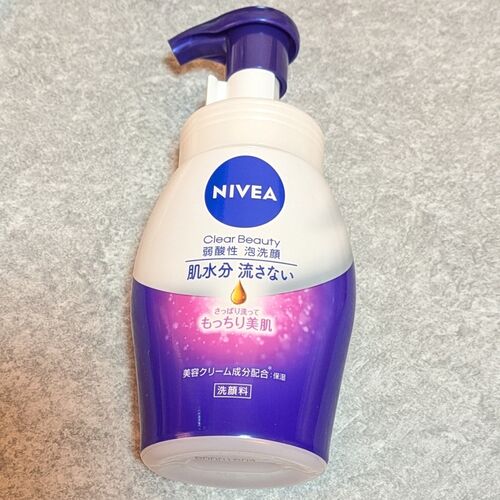 NIVEA
Clear Beauty
弱酸性 泡洗顔
肌水分 流さない
さっぱり洗って
もっちり美肌
美容クリーム成分配合*:保湿
洗顔料